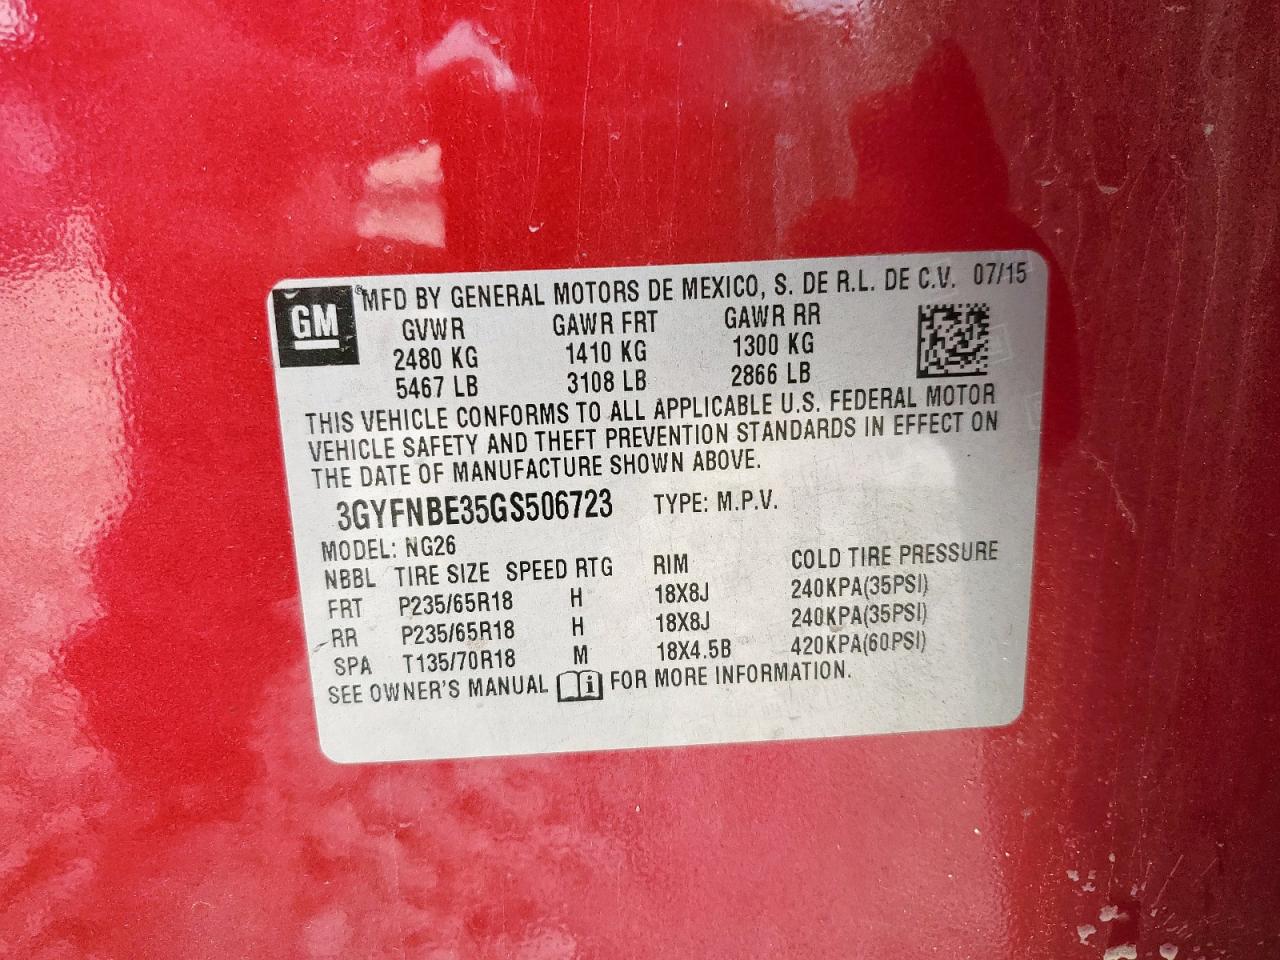 GM
® MFD BY GENERAL MOTORS DE MEXICO, S. DE R.L. DE C.V. 07/15
GVWR GAWR FRT GAWR RR
2480 KG 1410 KG 1300 KG
5467 LB 3108 LB 2866 LB
THIS VEHICLE CONFORMS TO ALL APPLICABLE U.S. FEDERAL MOTOR
VEHICLE SAFETY AND THEFT PREVENTION STANDARDS IN EFFECT ON
THE DATE OF MANUFACTURE SHOWN ABOVE.
3GYFNBE35GS506723 TYPE: M.P.V.
MODEL: NG26
NBBL TIRE SIZE SPEED RTG RIM COLD TIRE PRESSURE
FRT P235/65R18 H 18X8J 240KPA(35PSI)
RR P235/65R18 H 18X8J 240KPA(35PSI)
SPA T135/70R18 M 18X4.5B 420KPA(60PSI)
SEE OWNER'S MANUAL i FOR MORE INFORMATION.